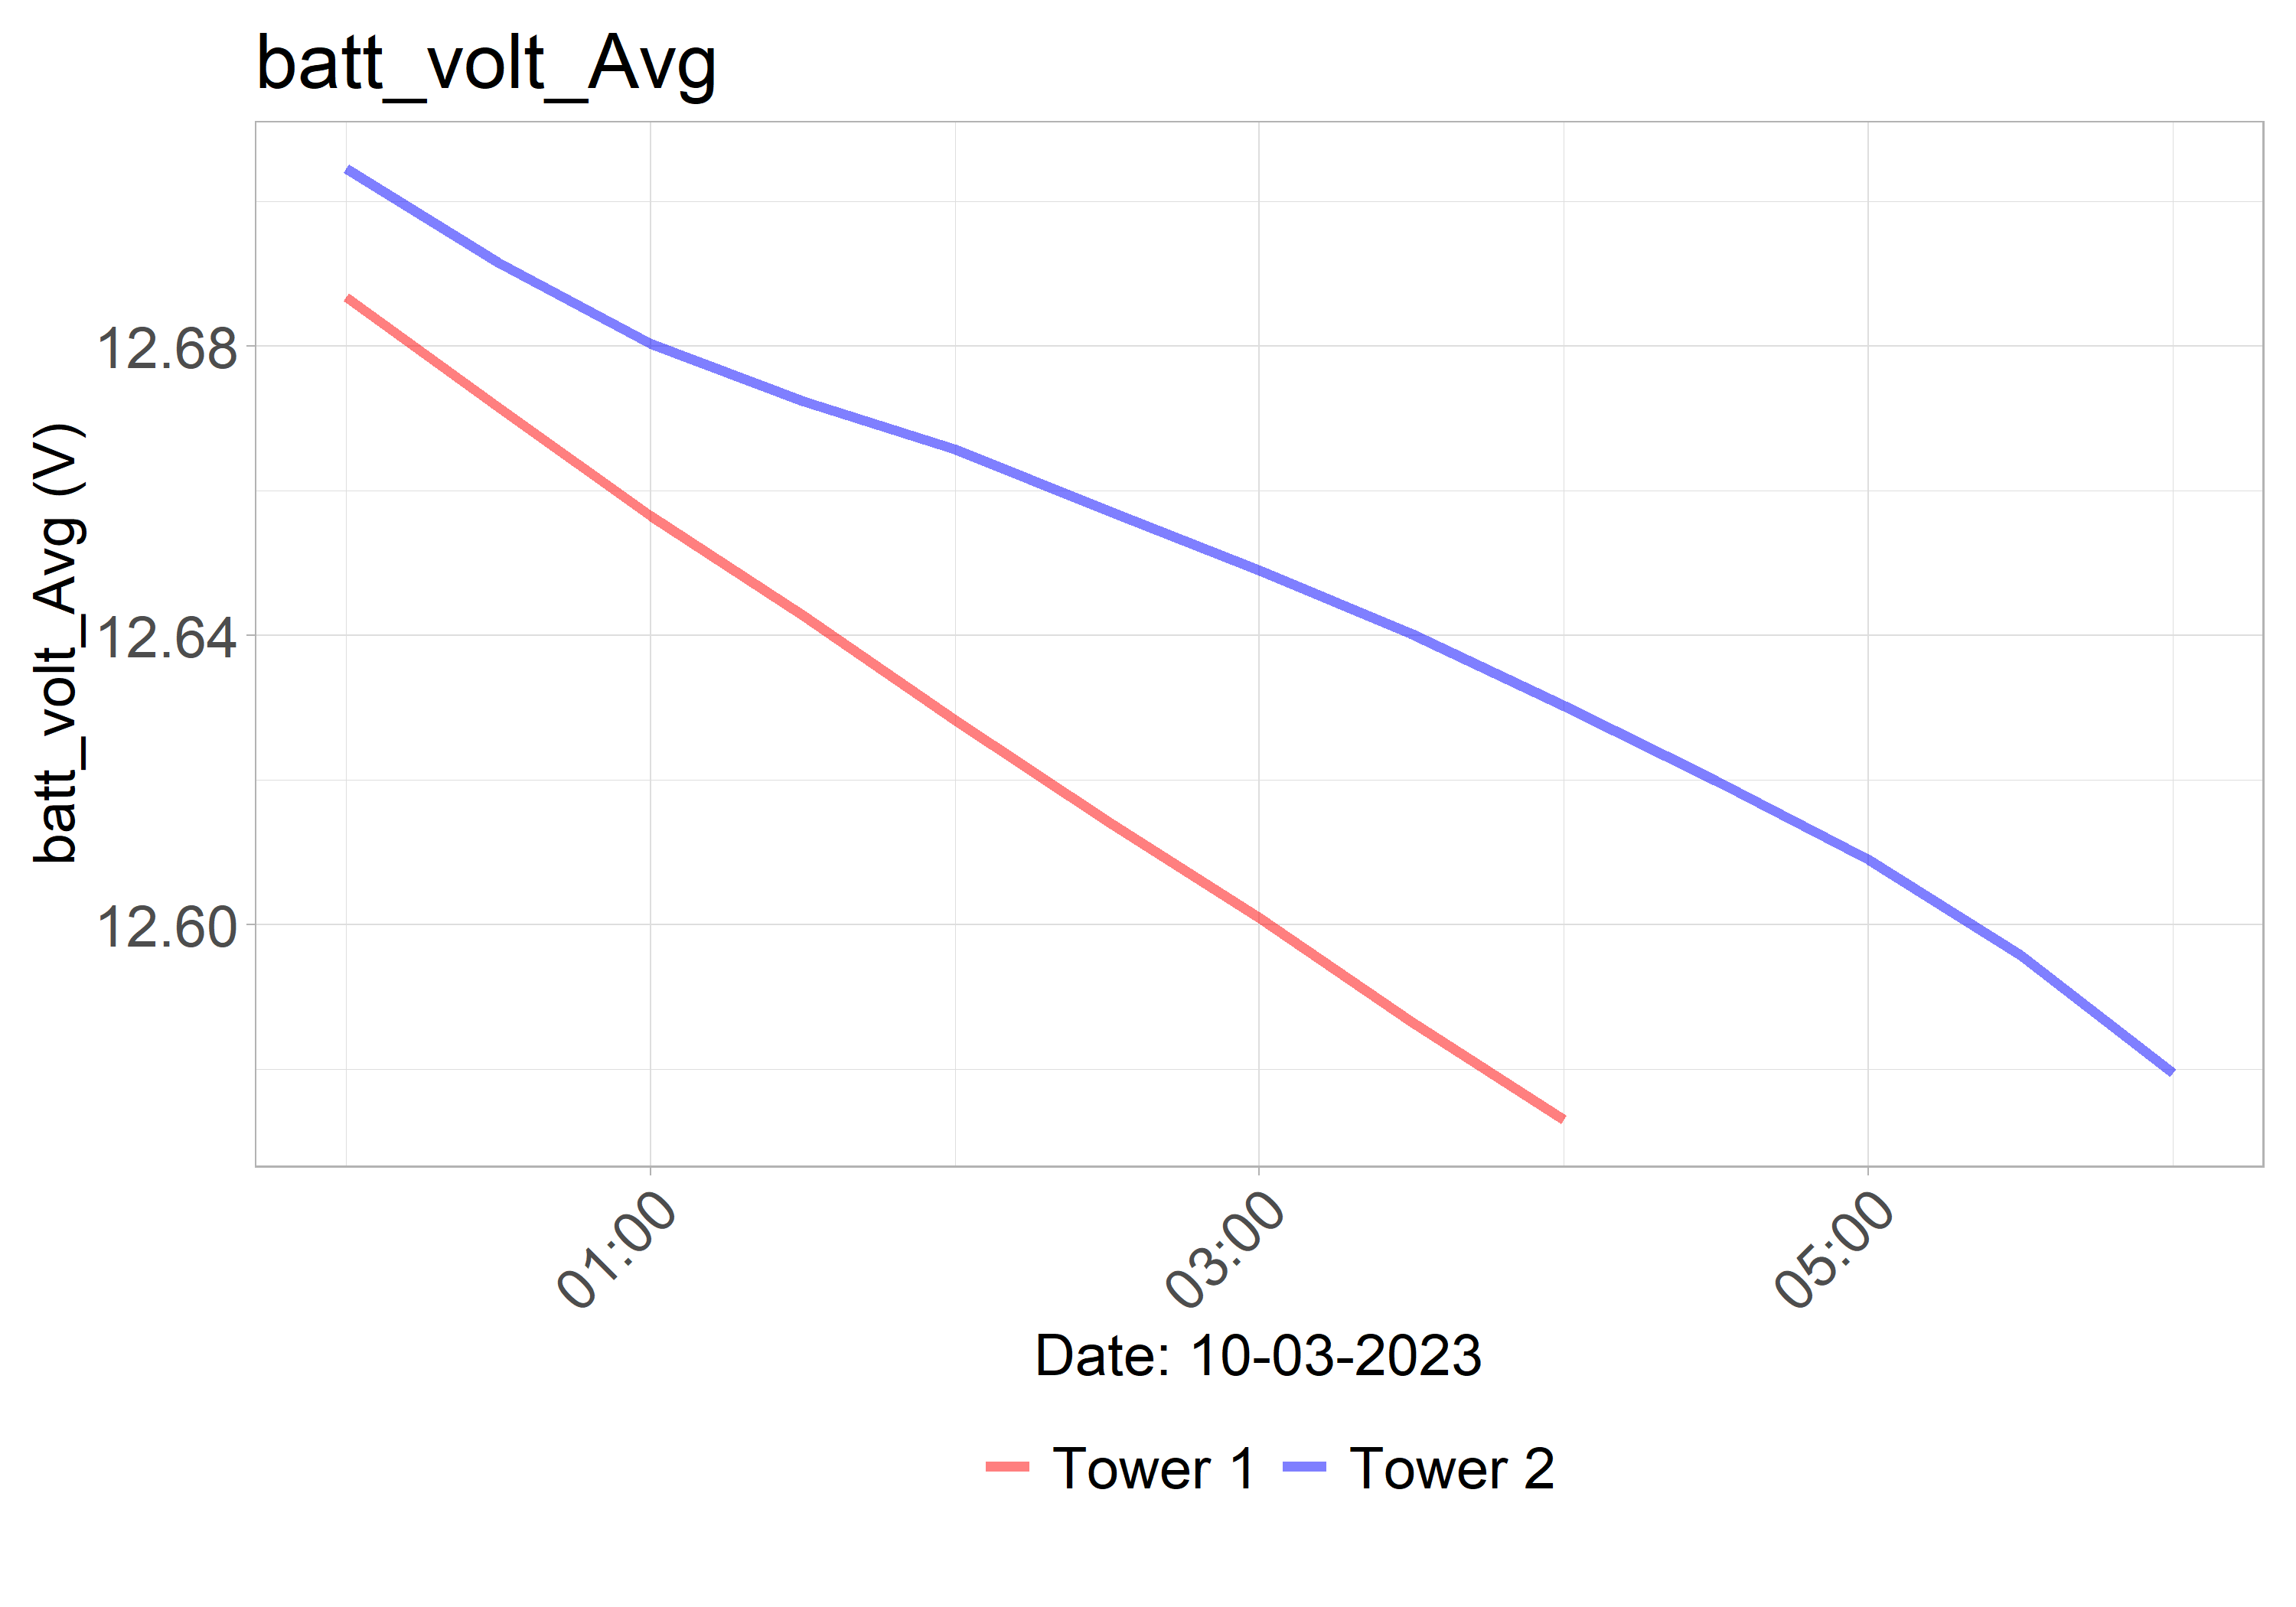 batt_volt_Avg
batt_volt_Avg (V)
12.68
12.64
12.60
01:00
03:00
05:00
Date: 10-03-2023
Tower 1
Tower 2